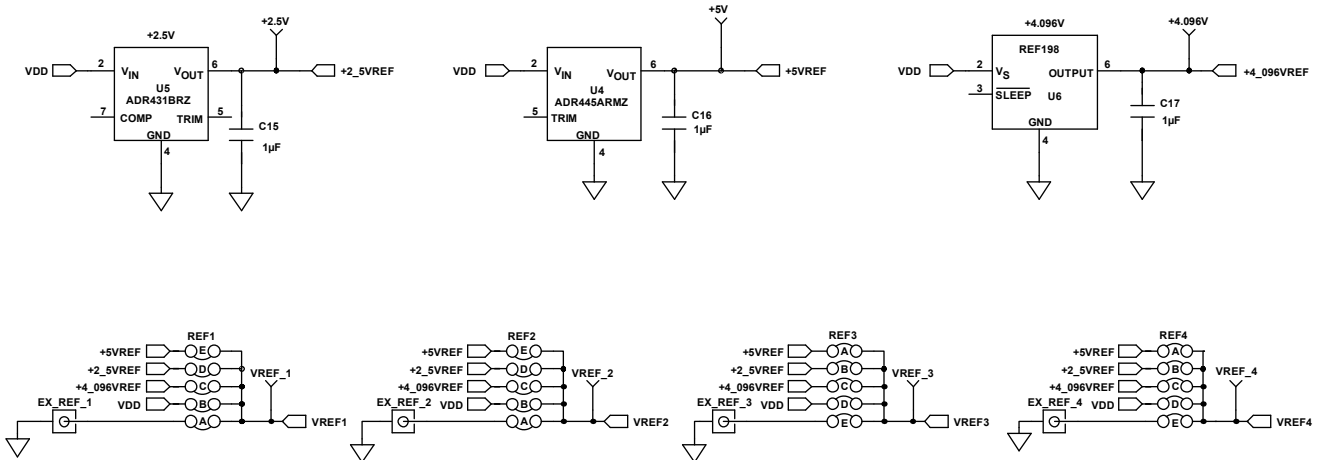 +2.5V
+2.5V
VDD
2
VIN
VOUT
6
+2_5VREF
U5
ADR431BRZ
7
COMP
TRIM
5
GND
4
C15
1µF
+5V
VDD
2
VIN
VOUT
6
+5VREF
U4
ADR445ARMZ
5
TRIM
GND
4
C16
1µF
+4.096V
+4.096V
REF198
VDD
2
VS
OUTPUT
6
+4_096VREF
3
SLEEP
U6
4
C17
1µF
REF1
+5VREF
E
+2_5VREF
D
VREF_1
+4_096VREF
C
EX_REF_1
VDD
B
A
VREF1
REF2
+5VREF
E
+2_5VREF
D
VREF_2
+4_096VREF
C
EX_REF_2
VDD
B
A
VREF2
REF3
+5VREF
A
+2_5VREF
B
VREF_3
+4_096VREF
C
EX_REF_3
VDD
D
E
VREF3
REF4
+5VREF
A
+2_5VREF
B
VREF_4
+4_096VREF
C
EX_REF_4
VDD
D
E
VREF4